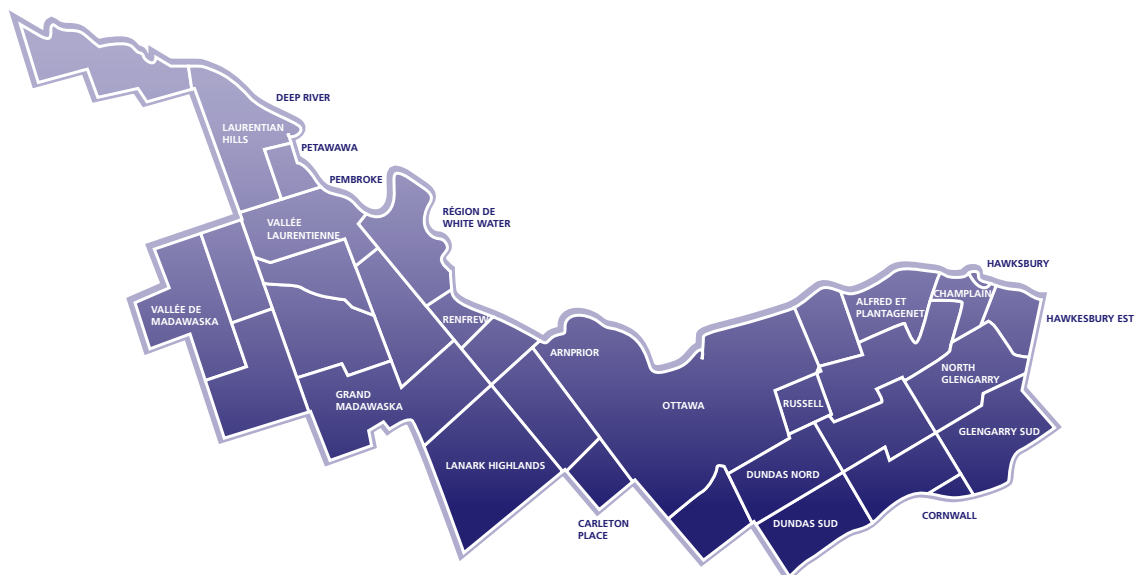 DEEP RIVER
LAURENTIAN
HILLS
PETAWAWA
PEMBROKE
RÉGION DE
WHITE WATER
VALLÉE
LAURENTIENNE
HAWKSBURY
CHAMPLAIN
ALFRED ET
PLANTAGENET
HAWKESBURY EST
VALLÉE DE
MADAWASKA
RENFREW
ARNPRIOR
NORTH
GLENGARRY
GRAND
MADAWASKA
OTTAWA
RUSSELL
GLENGARRY SUD
LANARK HIGHLANDS
DUNDAS NORD
CARLETON
PLACE
DUNDAS SUD
CORNWALL